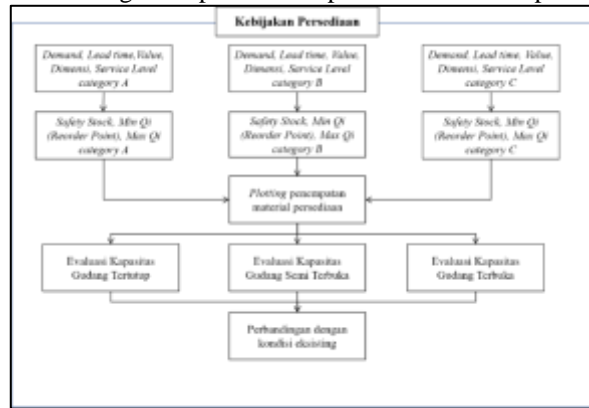 Kebijakan Persediaan
Demand, Lead time, Value,
Dimensi, Service Level
category A
Demand, Lead time, Value,
Dimensi, Service Level
category B
Demand, Lead time, Value,
Dimensi, Service Level
category C
Safety Stock, Min Qi
(Reorder Point), Max Qi
category A
Safety Stock, Min Qi
(Reorder Point), Max Qi
category B
Safety Stock, Min Qi
(Reorder Point), Max Qi
category C
Plotting penempatan
material persediaan
Evaluasi Kapasitas
Gudang Tertutup
Evaluasi Kapasitas
Gudang Semi Terbuka
Evaluasi Kapasitas
Gudang Terbuka
Perbandingan dengan
kondisi eksisting